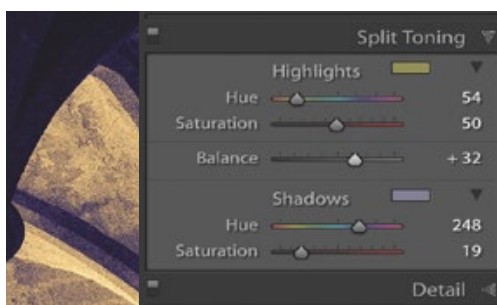 Split Toning
Highlights
Hue 54
Saturation 50
Balance + 32
Shadows
Hue 248
Saturation 19
Detail